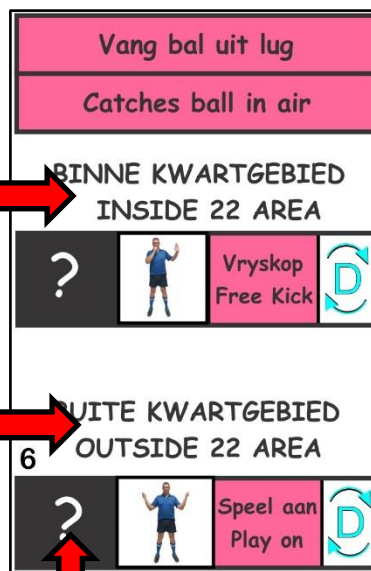 Vang bal uit lug
Catches ball in air
BINNE KWARTGEBIED
INSIDE 22 AREA
?
Vryskop
Free Kick
D
BUITE KWARTGEBIED
OUTSIDE 22 AREA
6
?
Speel aan
Play on
D